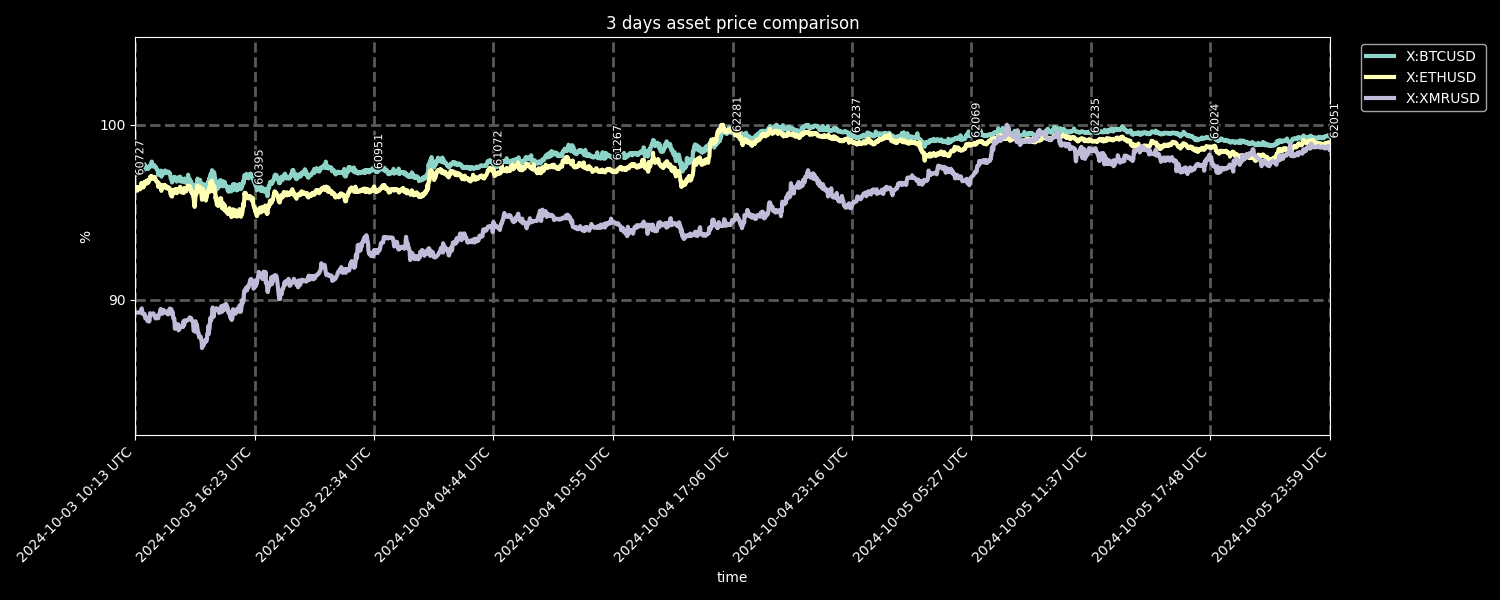 3 days asset price comparison
X:BTCUSD
X:ETHUSD
X:XMRUSD
100
90
%
60727
60395
60951
61072
61267
62281
62237
62069
62235
62024
62051
2024-10-03 10:13 UTC
2024-10-03 16:23 UTC
2024-10-03 22:34 UTC
2024-10-04 04:44 UTC
2024-10-04 10:55 UTC
2024-10-04 17:06 UTC
2024-10-04 23:16 UTC
2024-10-05 05:27 UTC
2024-10-05 11:37 UTC
2024-10-05 17:48 UTC
2024-10-05 23:59 UTC
time